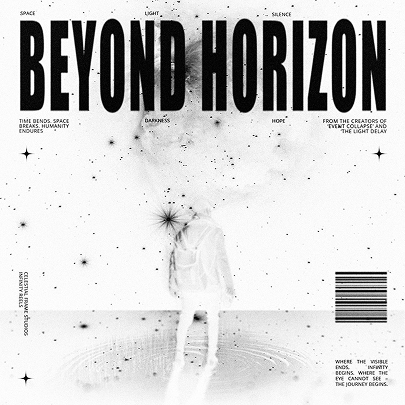 SPACE
LIGHT
SILENCE
BEYOND HORIZON
TIME BENDS. SPACE
BREAKS. HUMANITY
ENDURES
DARKNESS
HOPE
FROM THE CREATORS OF
'EVENT COLLAPSE' AND
'THE LIGHT DELAY
CELESTIAL FRAME STUDIOS
INFINITY REELS
WHERE THE VISIBLE
ENDS. INFINITY
BEGINS. WHERE THE
EYE CANNOT SEE –
THE JOURNEY BEGINS.